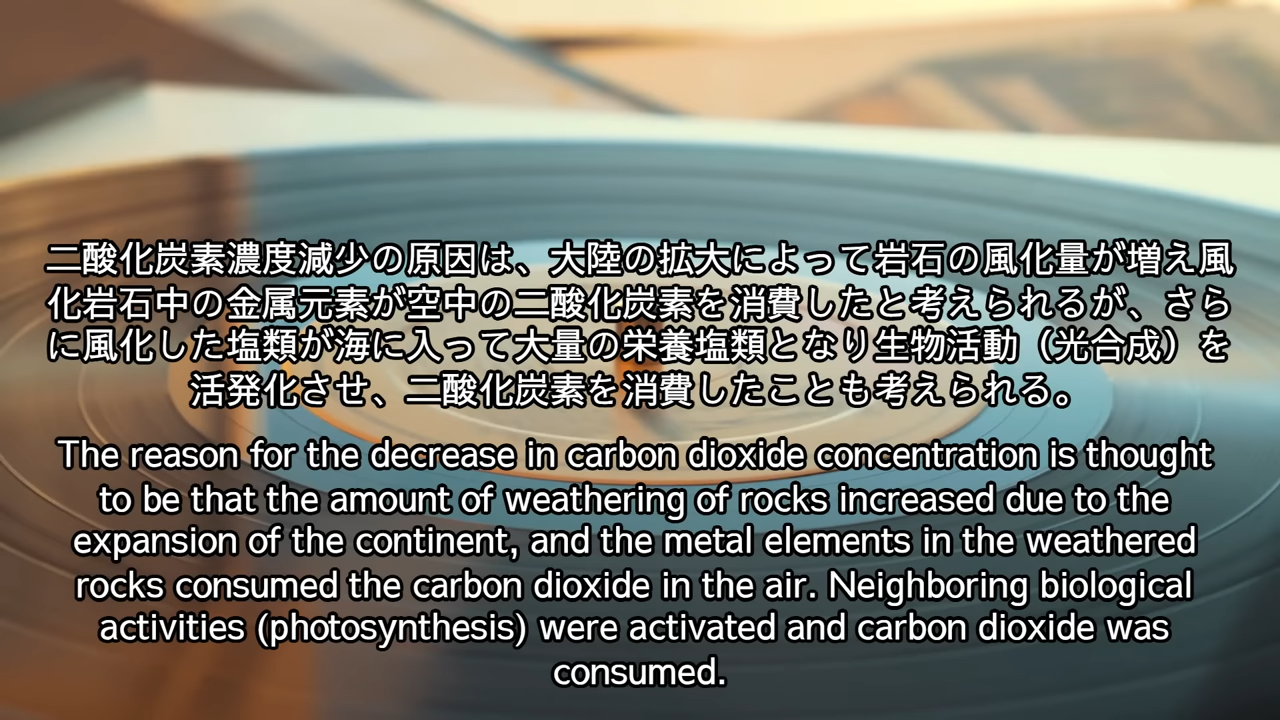 二酸化炭素濃度減少の原因は、大陸の拡大によって岩石の風化量が増え風
化岩石中の金属元素が空中の二酸化炭素を消費したと考えられるが、さら
に風化した塩類が海に入って大量の栄養塩類となり生物活動（光合成）を
活発化させ、二酸化炭素を消費したことも考えられる。
The reason for the decrease in carbon dioxide concentration is thought
to be that the amount of weathering of rocks increased due to the
expansion of the continent, and the metal elements in the weathered
rocks consumed the carbon dioxide in the air. Neighboring biological
activities (photosynthesis) were activated and carbon dioxide was
consumed.